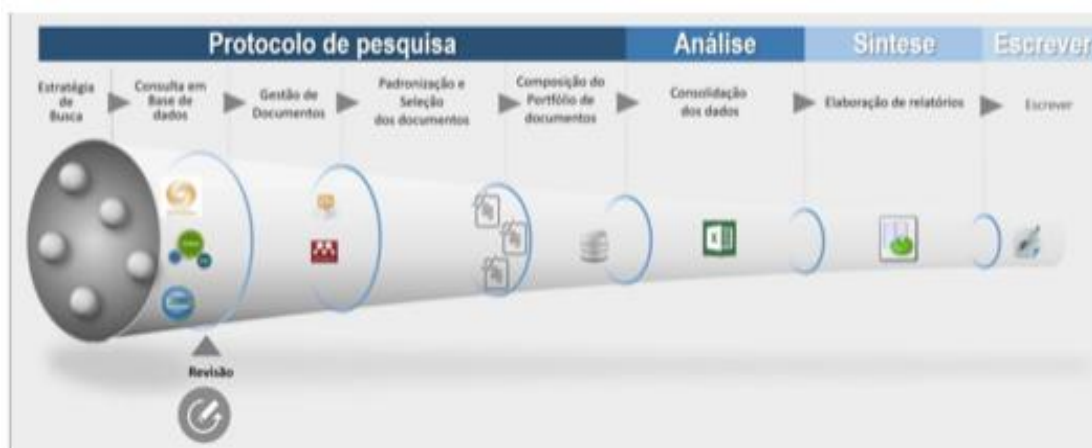 Protocolo de pesquisa
Análise
Síntese
Escrever
Estratégia
de
Busca
Consulta em
Base de
dados
Gestão de
Documentos
Padronização e
Seleção
dos documentos
Composição do
Portfólio de
documentos
Consolidação
dos dados
Elaboração de relatórios
Escrever
Revisão